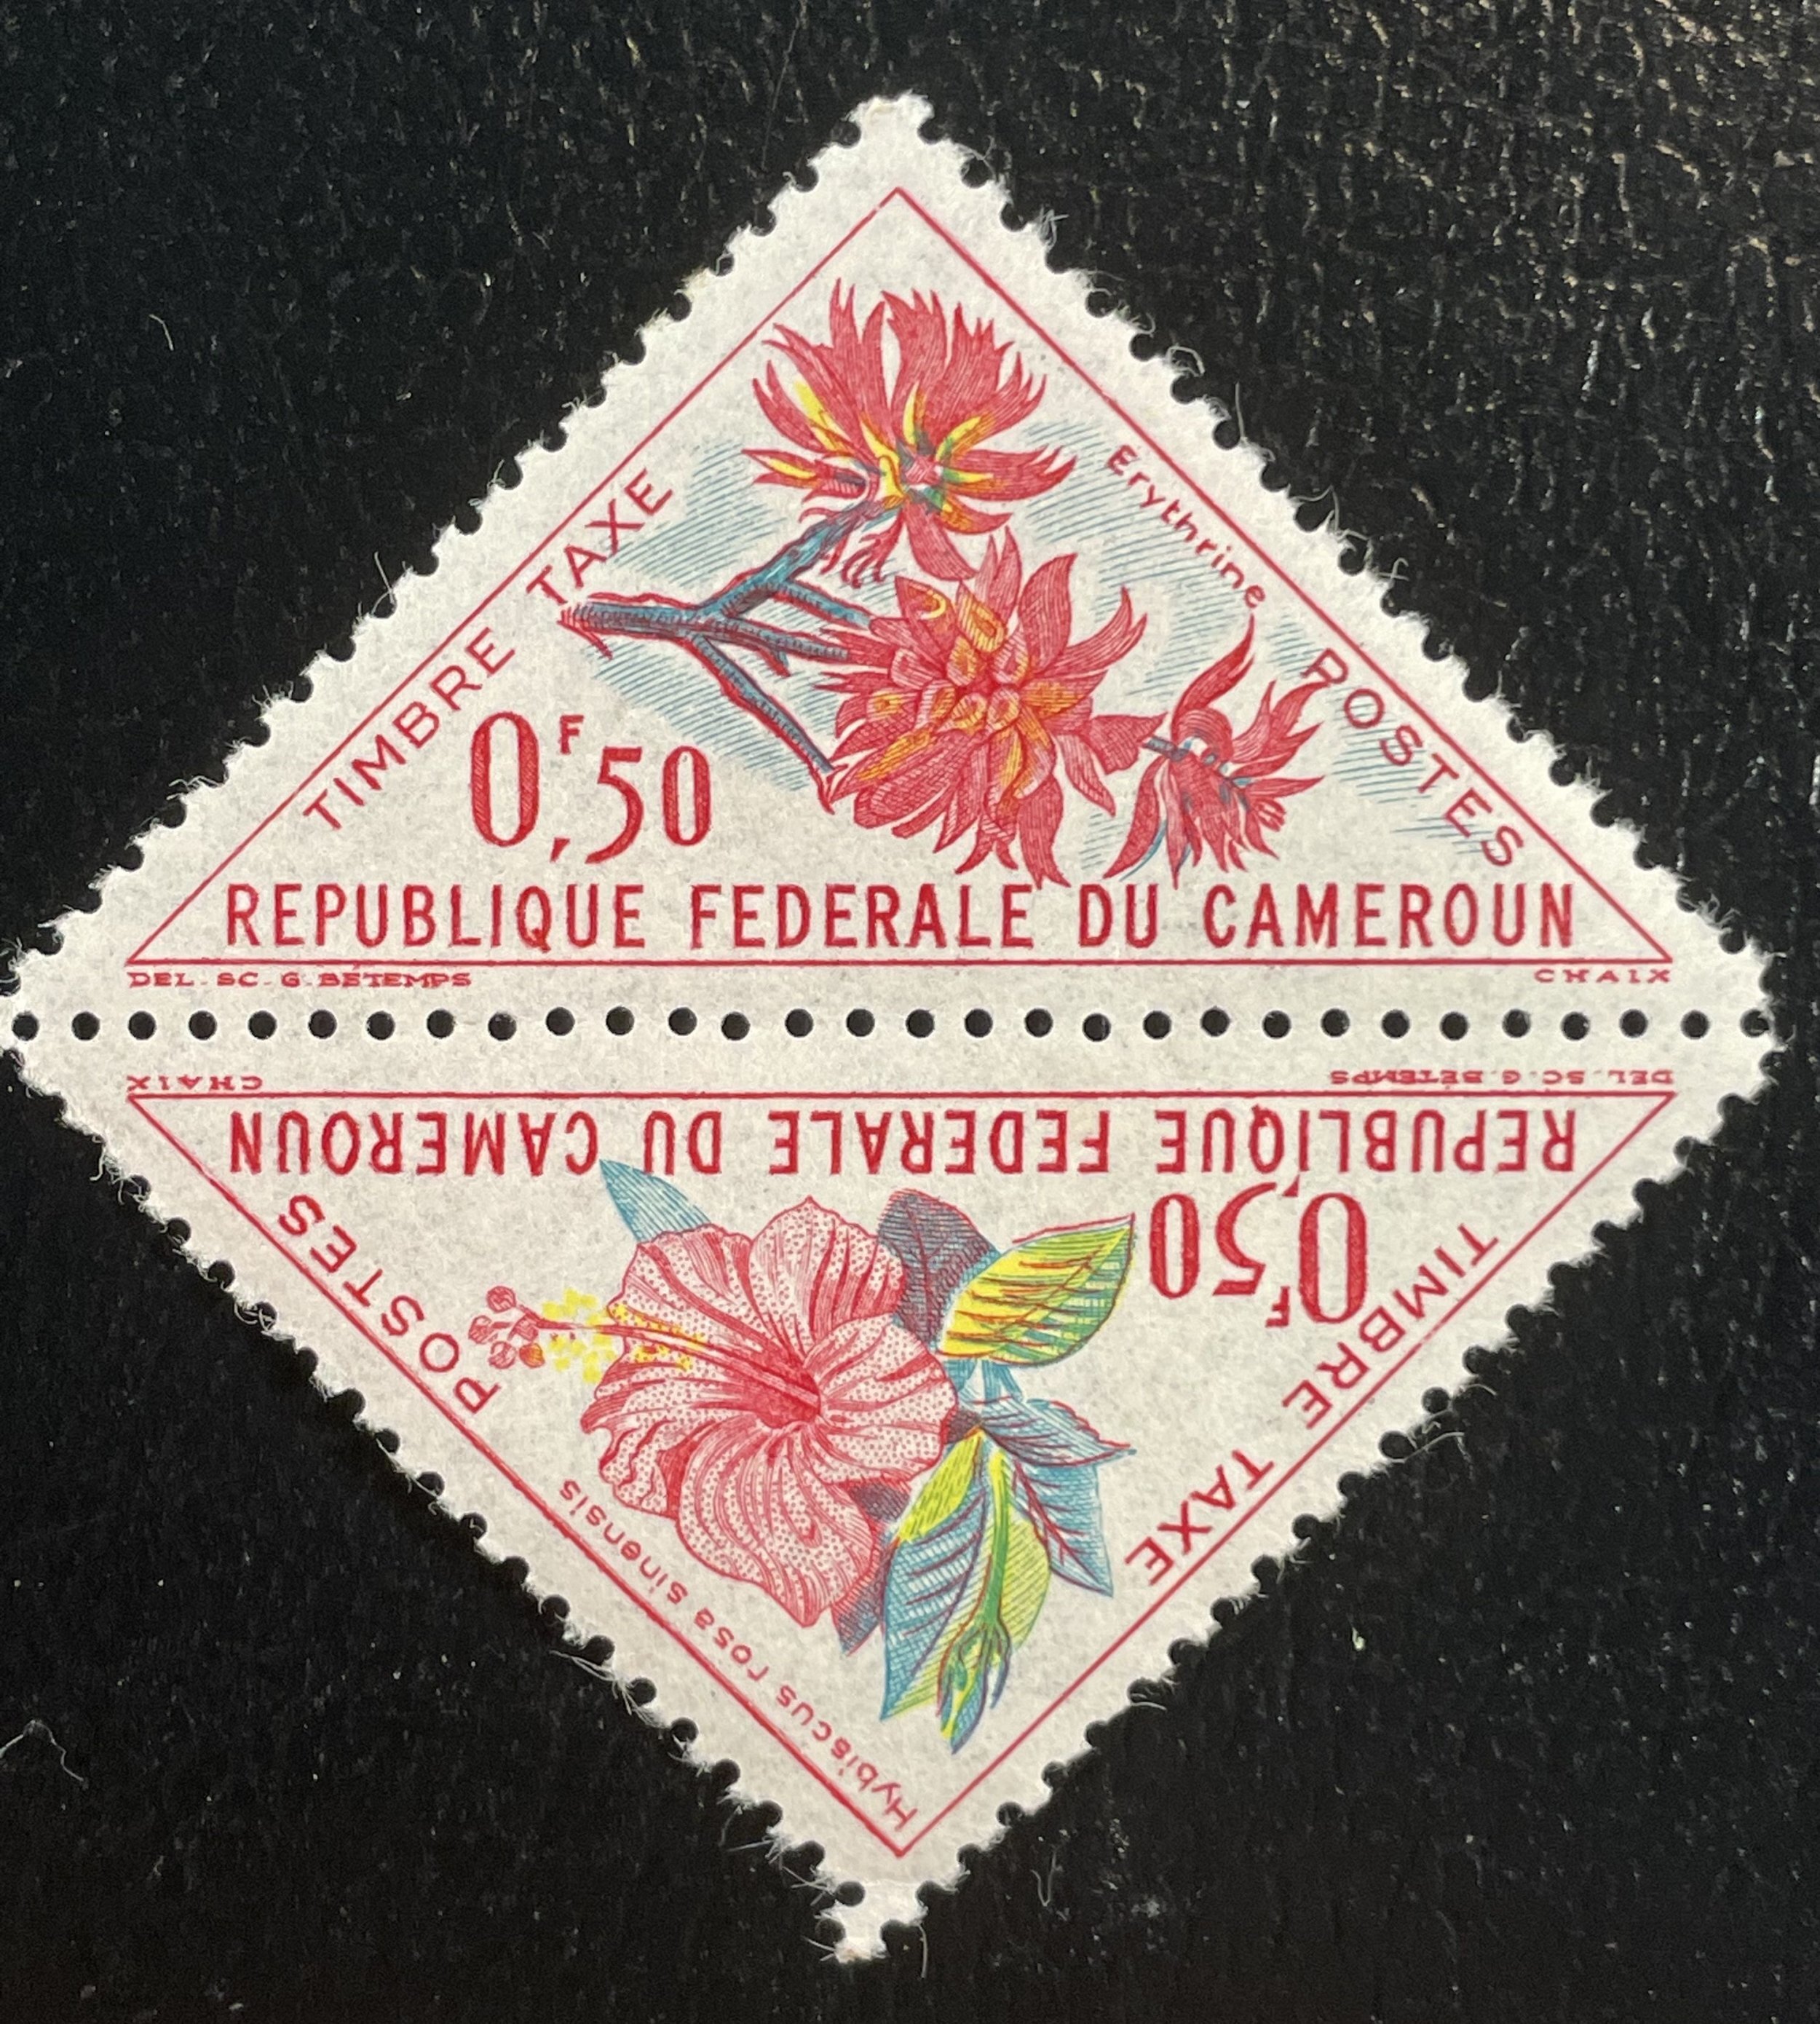 TIMBRE TAXE
Erythrine
POSTES
0F,50
REPUBLIQUE FEDERALE DU CAMEROUN
DEL. SC. G. BÉTEMPS
CHAIX
DEL. SC. G. BÉTEMPS
CHAIX
REPUBLIQUE FEDERALE DU CAMEROUN
0F,50
TIMBRE TAXE
POSTES
Hybiscus rosa sinensis